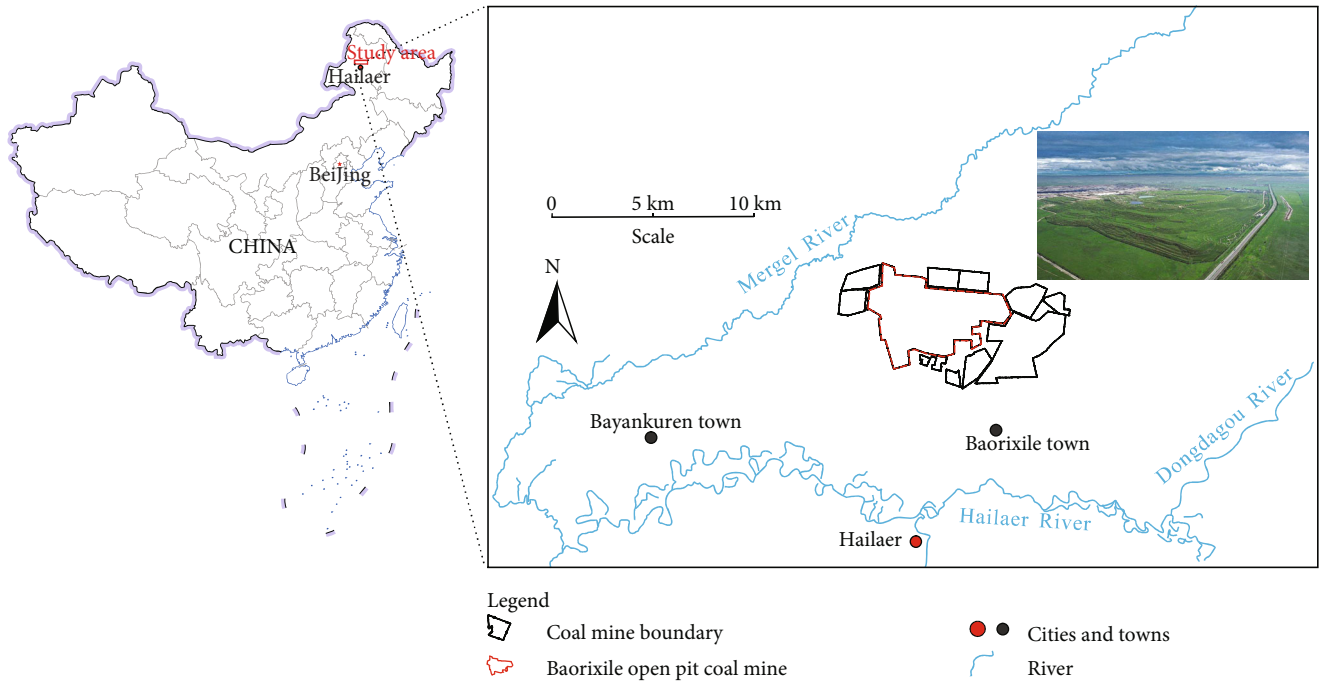 Study area
Hailaer
BeiJing
CHINA
0 5 km 10 km
Scale
N
Mergel River
Bayankuren town
Baorixile town
Dongdagou River
Hailaer River
Hailaer
Legend
Coal mine boundary
Baorixile open pit coal mine
Cities and towns
River